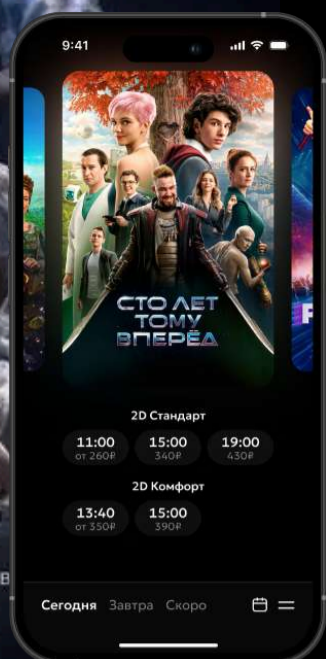 9:41
СТО ЛЕТ
ТОМУ
ВПЕРЁД
2D Стандарт
11:00 15:00 19:00
от 260₽ 340₽ 430₽
2D Комфорт
13:40 15:00
от 350₽ 390₽
Сегодня Завтра Скоро